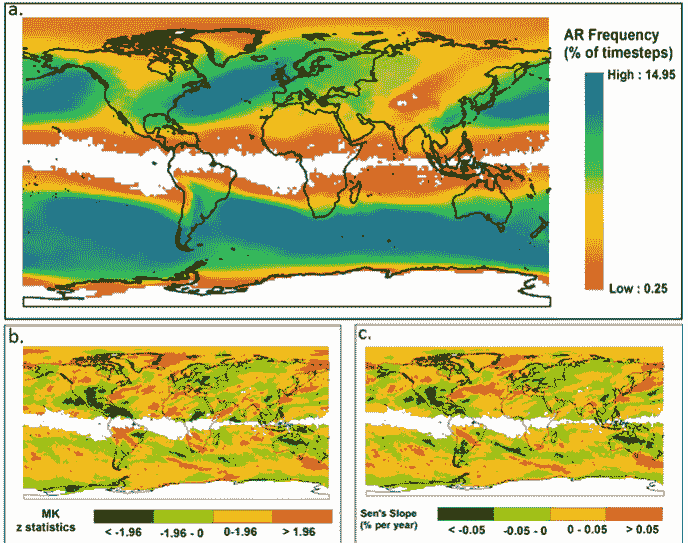 a.
AR Frequency
(% of timesteps)
High : 14.95
Low : 0.25
b.
MK
z statistics
< -1.96
-1.96 - 0
0-1.96
> 1.96
c.
Sen's Slope
(% per year)
< -0.05
-0.05 - 0
0 - 0.05
> 0.05